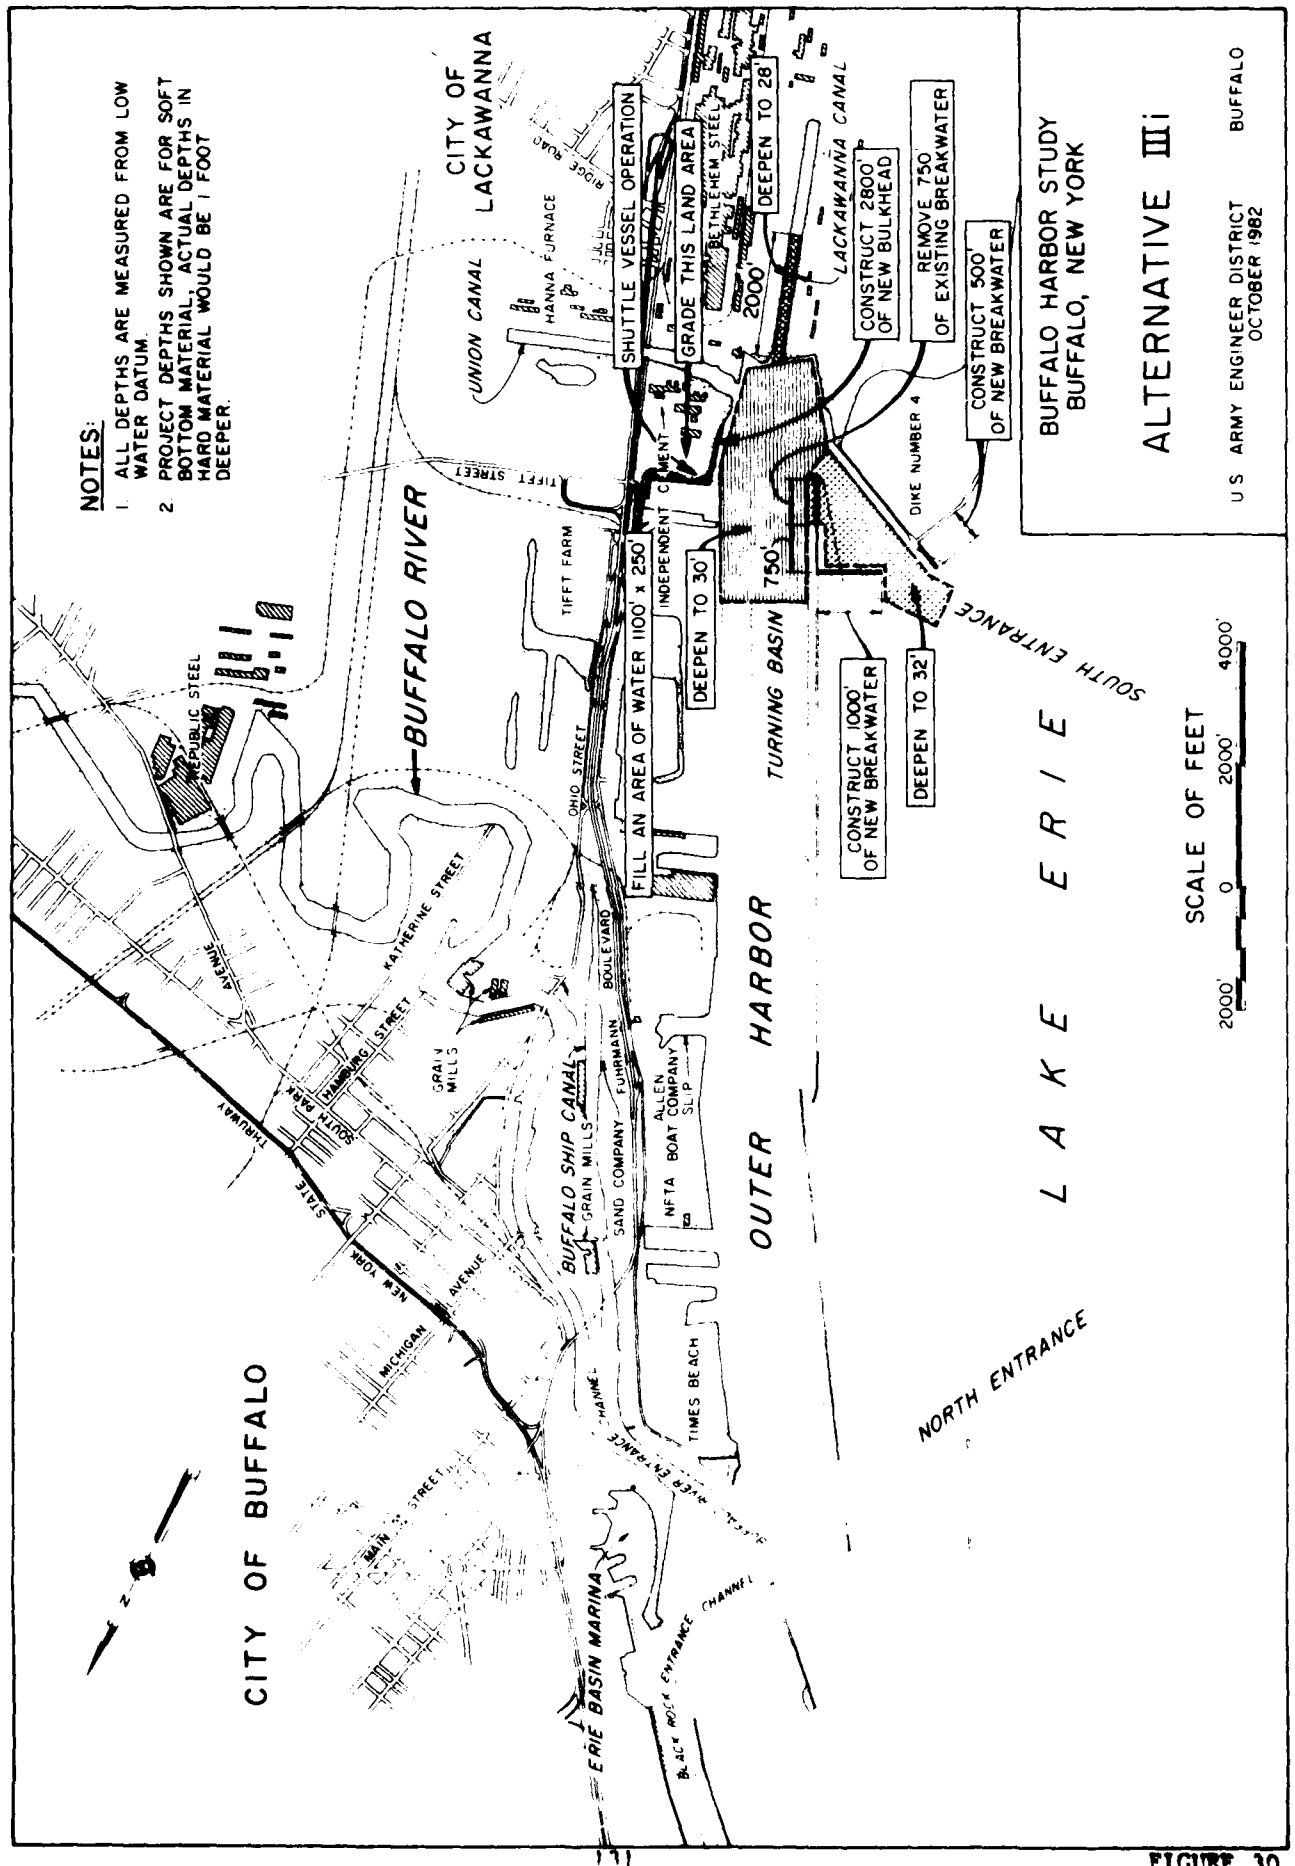 NOTES:
1. ALL DEPTHS ARE MEASURED FROM LOW
WATER DATUM.
2. PROJECT DEPTHS SHOWN ARE FOR SOFT
BOTTOM MATERIAL, ACTUAL DEPTHS IN
HARD MATERIAL WOULD BE 1 FOOT
DEEPER.
CITY OF
LACKAWANNA
RIDGE ROAD
HANNA FURNACE
UNION CANAL
SHUTTLE VESSEL OPERATION
GRADE THIS LAND AREA
BETHLEHEM STEEL
DEEPEN TO 28'
2000'
LACKAWANNA CANAL
CONSTRUCT 2800'
OF NEW BULKHEAD
REMOVE 750'
OF EXISTING BREAKWATER
CONSTRUCT 500'
OF NEW BREAKWATER
DIKE NUMBER 4
TIFFT STREET
TIFFT STREET
INDEPENDENT CEMENT
BUFFALO RIVER
REPUBLIC STEEL
TIFFT FARM
FILL AN AREA OF WATER 1100' x 250'
DEEPEN TO 30'
750'
TURNING BASIN
CONSTRUCT 1000'
OF NEW BREAKWATER
DEEPEN TO 32'
SOUTH ENTRANCE
OHIO STREET
KATHERINE STREET
HAMBURG STREET
SOUTH PARK
AVENUE
GRAIN
MILLS
BOULEVARD
FUHRMANN
BUFFALO SHIP CANAL
GRAIN MILLS
SAND COMPANY
ALLEN
BOAT COMPANY
SLIP
NFTA
OUTER HARBOR
LAKE ERIE
NEW YORK
STATE
THRUWAY
MICHIGAN
AVENUE
MAIN STREET
CITY OF BUFFALO
N
TIMES BEACH
BUFFALO RIVER ENTRANCE CHANNEL
ERIE BASIN MARINA
BLACK ROCK ENTRANCE CHANNEL
NORTH ENTRANCE
SCALE OF FEET
2000' 0 2000' 4000'
BUFFALO HARBOR STUDY
BUFFALO, NEW YORK
ALTERNATIVE IIIi
US ARMY ENGINEER DISTRICT BUFFALO
OCTOBER 1982
131
FIGURE 30